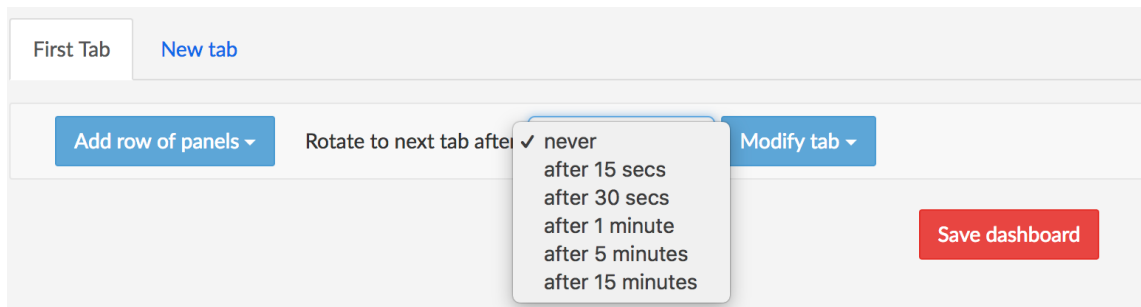 First Tab New tab
Add row of panels Rotate to next tab after ✓ never Modify tab
after 15 secs
after 30 secs
after 1 minute
after 5 minutes
after 15 minutes
Save dashboard